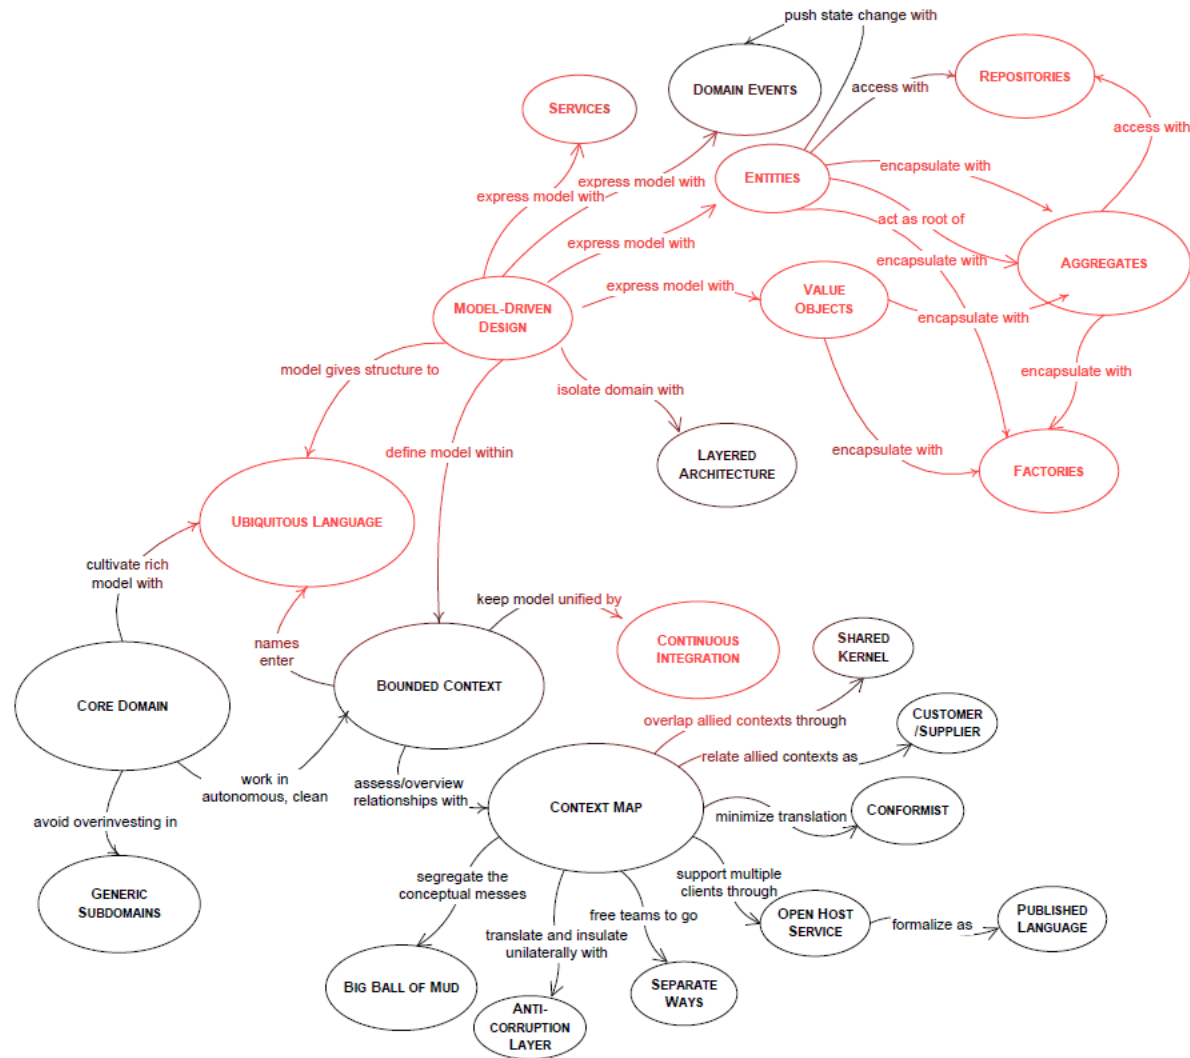 push state change with
DOMAIN EVENTS
access with
REPOSITORIES
SERVICES
access with
express model with
express model with
ENTITIES
encapsulate with
act as root of
express model with
encapsulate with
AGGREGATES
express model with
VALUE
OBJECTS
MODEL-DRIVEN
DESIGN
encapsulate with
model gives structure to
isolate domain with
encapsulate with
define model within
LAYERED
ARCHITECTURE
encapsulate with
FACTORIES
UBIQUITOUS LANGUAGE
cultivate rich
model with
keep model unified by
names
enter
CONTINUOUS
INTEGRATION
SHARED
KERNEL
BOUNDED CONTEXT
CORE DOMAIN
overlap allied contexts through
CUSTOMER
/SUPPLIER
relate allied contexts as
work in
autonomous, clean
assess/overview
relationships with
CONTEXT MAP
minimize translation
CONFORMIST
avoid overinvesting in
segregate the
conceptual messes
support multiple
clients through
GENERIC
SUBDOMAINS
free teams to go
OPEN HOST
SERVICE
formalize as
PUBLISHED
LANGUAGE
translate and insulate
unilaterally with
BIG BALL OF MUD
SEPARATE
WAYS
ANTI-
CORRUPTION
LAYER